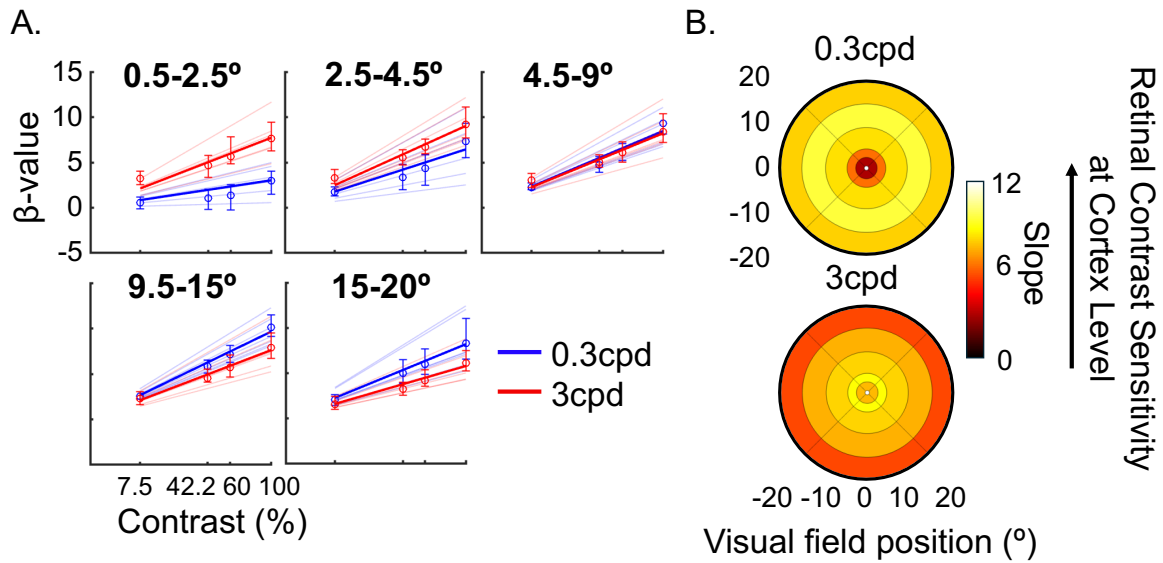 A.
0.5-2.5º
2.5-4.5º
4.5-9º
15
10
5
0
-5
β-value
9.5-15º
15-20º
0.3cpd
3cpd
7.5 42.2 60 100
Contrast (%)
B.
0.3cpd
20
10
0
-10
-20
3cpd
-20 -10 0 10 20
Visual field position (º)
12
6
0
Slope
Retinal Contrast Sensitivity
at Cortex Level